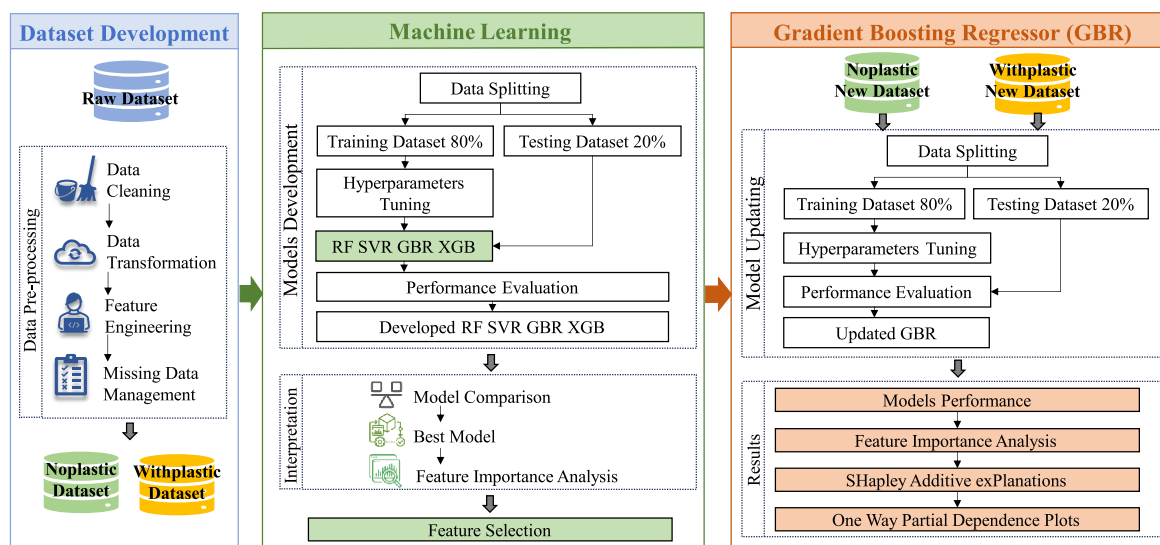 Dataset Development
Raw Dataset
Data Pre-processing
Data
Cleaning
Data
Transformation
Feature
Engineering
Missing Data
Management
Noplastic
Dataset
Withplastic
Dataset
Machine Learning
Models Development
Data Splitting
Training Dataset 80%
Testing Dataset 20%
Hyperparameters
Tuning
RF SVR GBR XGB
Performance Evaluation
Developed RF SVR GBR XGB
Interpretation
Model Comparison
Best Model
Feature Importance Analysis
Feature Selection
Gradient Boosting Regressor (GBR)
Noplastic
New Dataset
Withplastic
New Dataset
Model Updating
Data Splitting
Training Dataset 80%
Testing Dataset 20%
Hyperparameters Tuning
Performance Evaluation
Updated GBR
Results
Models Performance
Feature Importance Analysis
SHapley Additive exPlanations
One Way Partial Dependence Plots